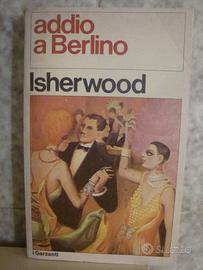 addio
a Berlino
Isherwood
i Garzanti